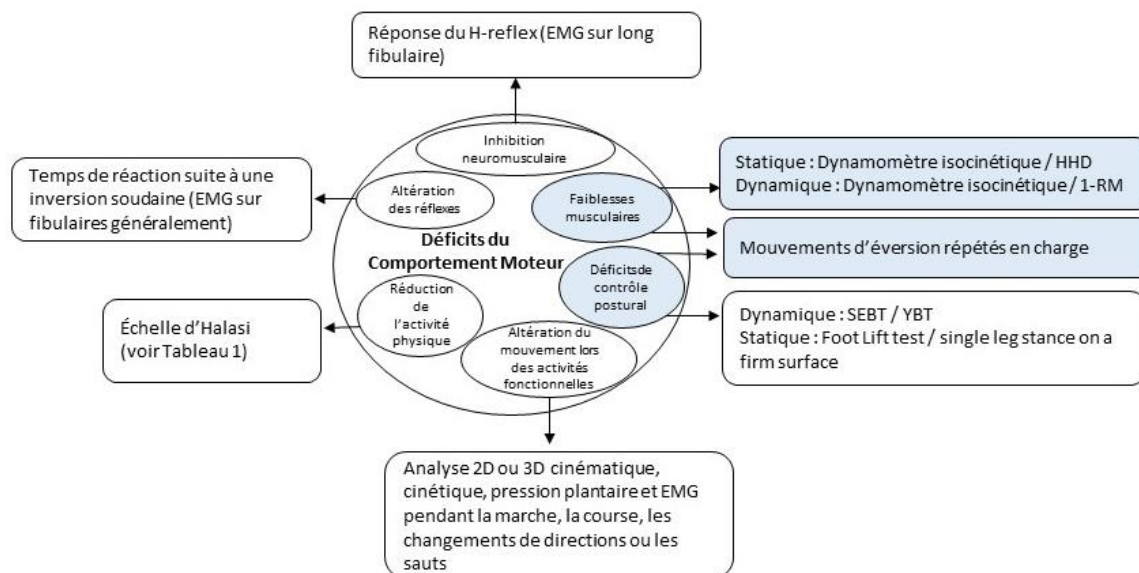 Réponse du H-reflex (EMG sur long
fibulaire)
Inhibition
neuromusculaire
Statique : Dynamomètre isocinétique / HHD
Dynamique : Dynamomètre isocinétique / 1-RM
Temps de réaction suite à une
inversion soudaine (EMG sur
fibulaires généralement)
Altération
des réflexes
Faiblesses
musculaires
Déficits du
Comportement Moteur
Mouvements d’éversion répétés en charge
Déficits de
contrôle
postural
Réduction
de
l’activité
physique
Échelle d’Halasi
(voir Tableau 1)
Altération du
mouvement lors
des activités
fonctionnelles
Dynamique : SEBT / YBT
Statique : Foot Lift test / single leg stance on a
firm surface
Analyse 2D ou 3D cinématique,
cinétique, pression plantaire et EMG
pendant la marche, la course, les
changements de directions ou les
sauts